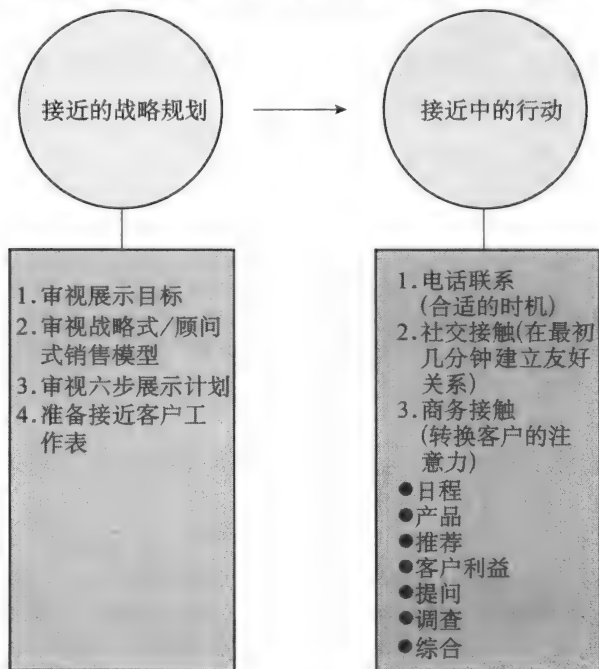 接近的战略规划
接近中的行动
1.审视展示目标
2.审视战略式/顾问
式销售模型
3.审视六步展示计划
4.准备接近客户工
作表
1.电话联系
(合适的时机)
2.社交接触(在最初
几分钟建立友好
关系)
3.商务接触
(转换客户的注
意力)
●日程
●产品
●推荐
●客户利益
●提问
●调查
●综合